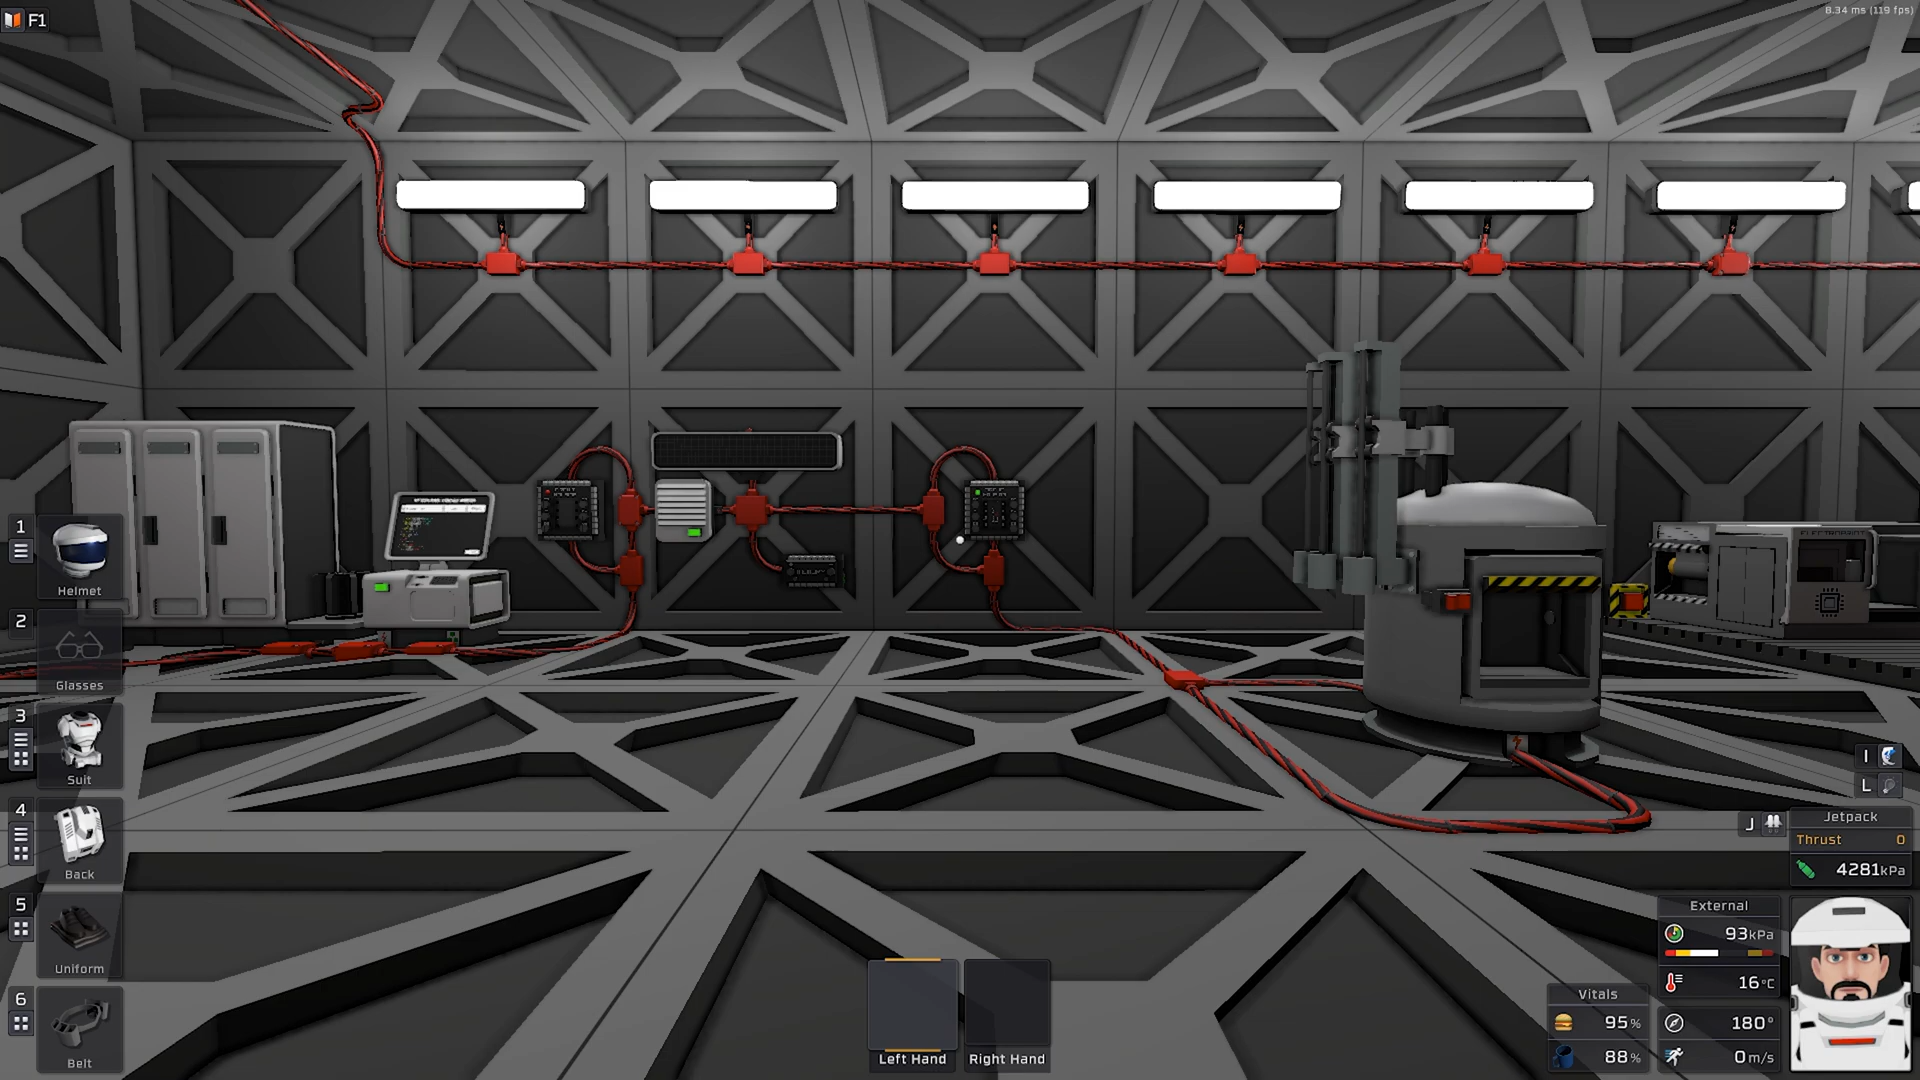 F1
8.34 ms (119 fps)
1
Helmet
2
Glasses
3
Suit
4
Back
5
Uniform
6
Belt
Left Hand
Right Hand
I
L
J
Jetpack
Thrust 0
4281kPa
External
93kPa
16°C
Vitals
95%
180°
88%
0m/s